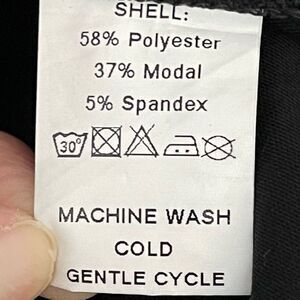 SHELL:
58% Polyester
37% Modal
5% Spandex
30°
MACHINE WASH
COLD
GENTLE CYCLE